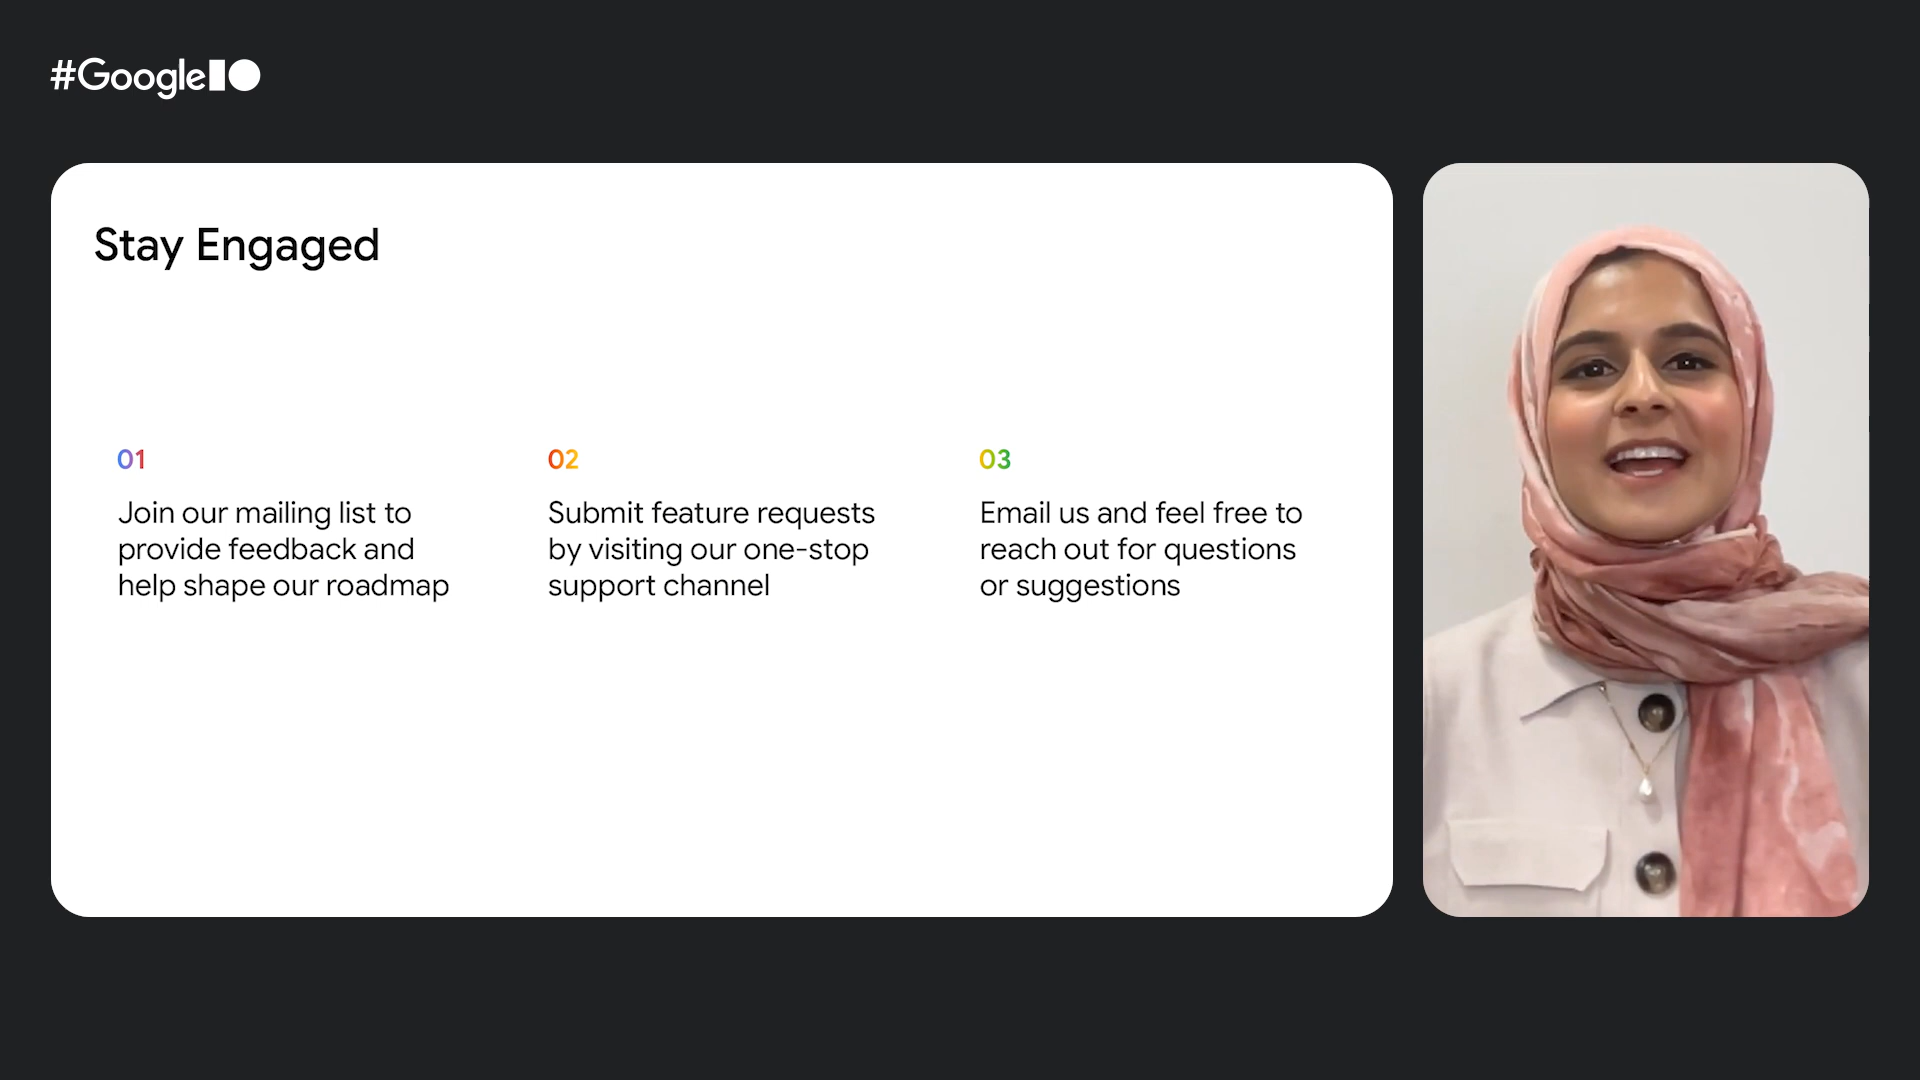 #GoogleIO
Stay Engaged
01
Join our mailing list to
provide feedback and
help shape our roadmap
02
Submit feature requests
by visiting our one-stop
support channel
03
Email us and feel free to
reach out for questions
or suggestions